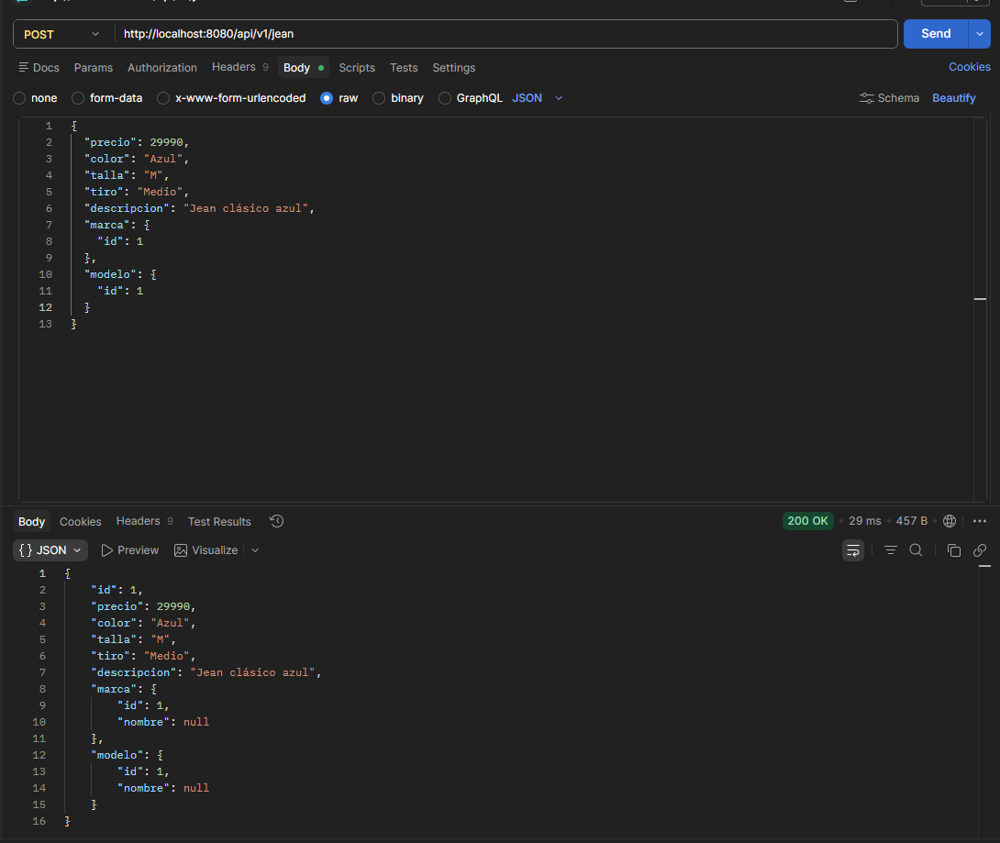 POST http://localhost:8080/api/v1/jean Send
Docs Params Authorization Headers 9 Body Scripts Tests Settings Cookies
none form-data x-www-form-urlencoded raw binary GraphQL JSON Schema Beautify
1 {
2 "precio": 29990,
3 "color": "Azul",
4 "talla": "M",
5 "tiro": "Medio",
6 "descripcion": "Jean clásico azul",
7 "marca": {
8 "id": 1
9 },
10 "modelo": {
11 "id": 1
12 }
13 }
Body Cookies Headers 9 Test Results 200 OK 29 ms 457 B
{} JSON Preview Visualize
1 {
2 "id": 1,
3 "precio": 29990,
4 "color": "Azul",
5 "talla": "M",
6 "tiro": "Medio",
7 "descripcion": "Jean clásico azul",
8 "marca": {
9 "id": 1,
10 "nombre": null
11 },
12 "modelo": {
13 "id": 1,
14 "nombre": null
15 }
16 }